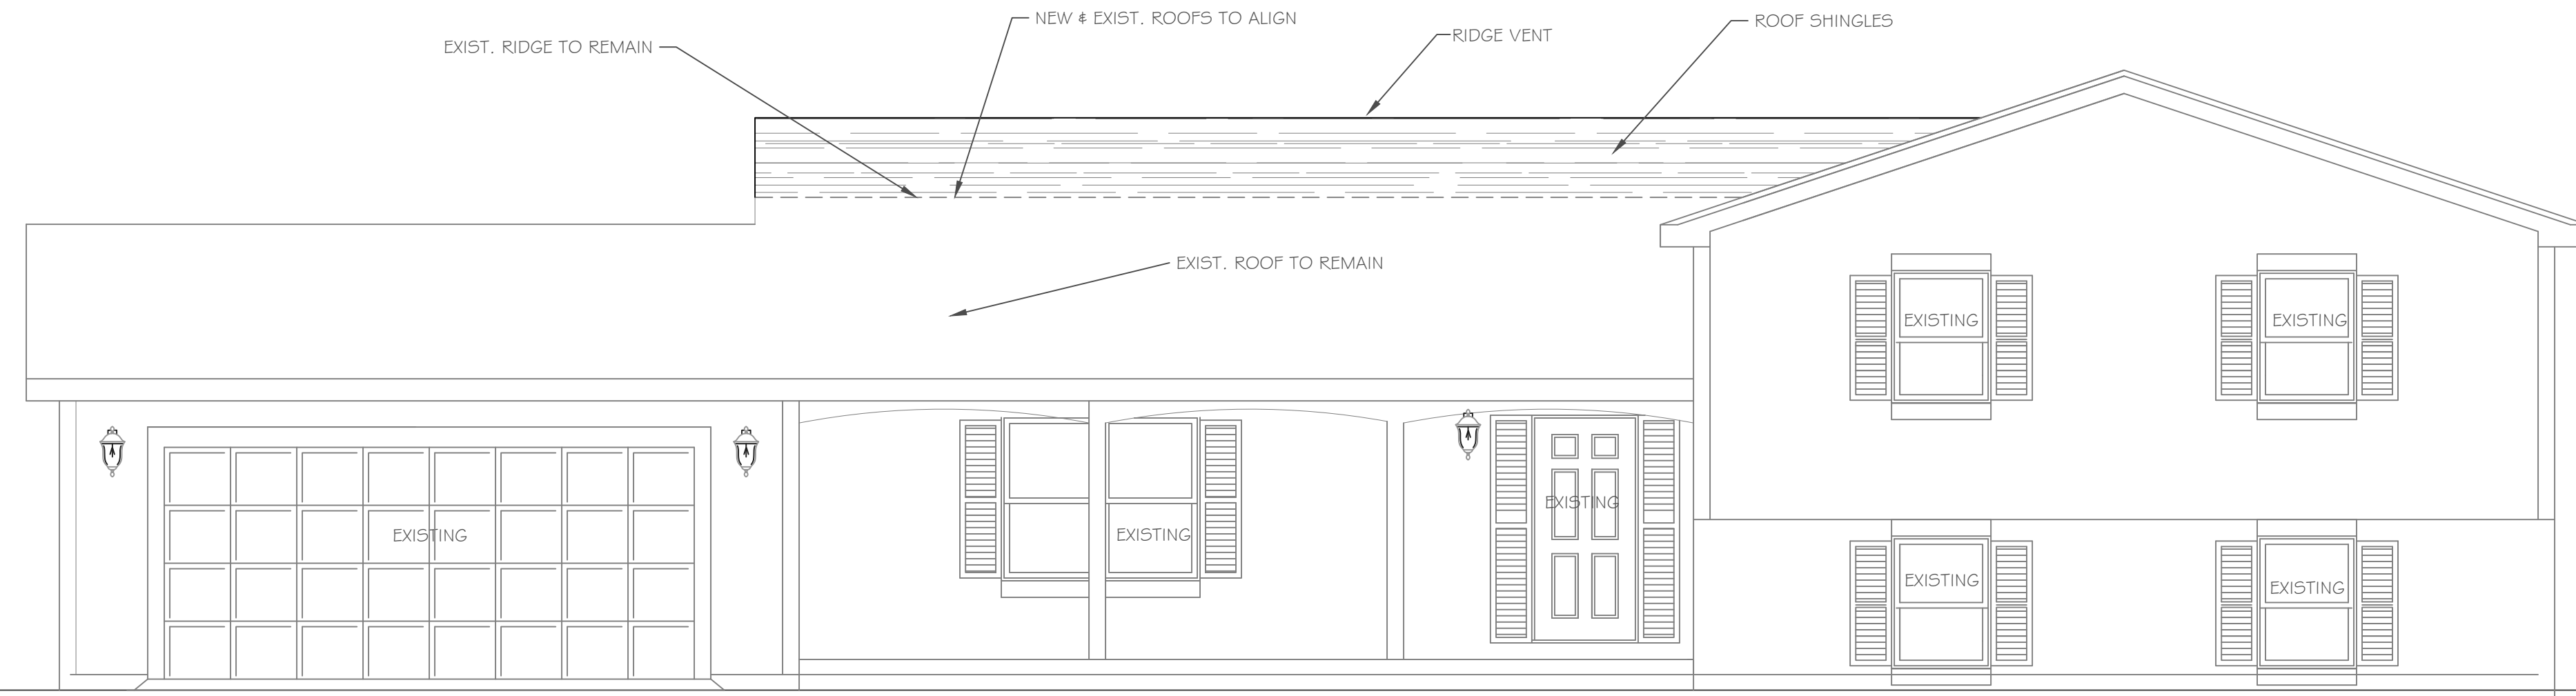 NEW & EXIST. ROOFS TO ALIGN
ROOF SHINGLES
RIDGE VENT
EXIST. RIDGE TO REMAIN
EXIST. ROOF TO REMAIN
EXISTING
EXISTING
EXISTING
EXISTING
EXISTING
EXISTING
EXISTING